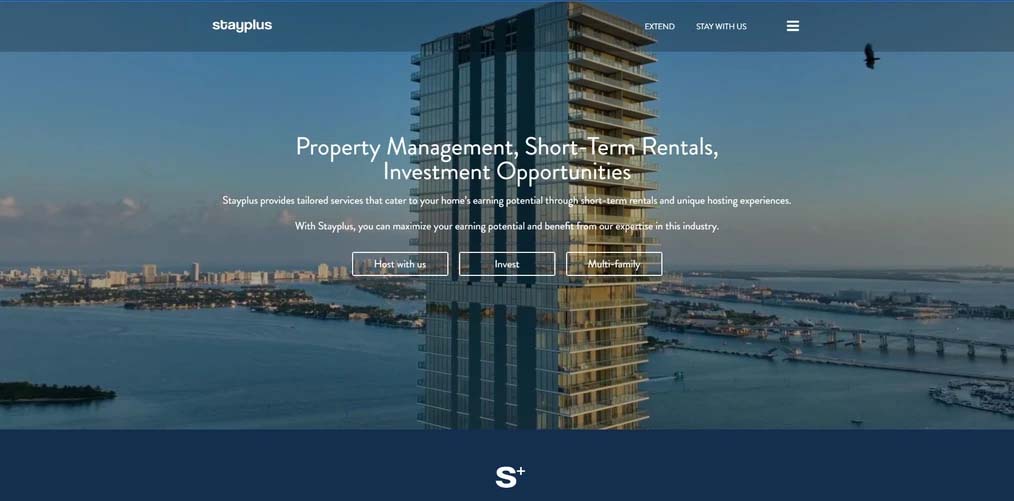 stayplus
EXTEND
STAY WITH US
Property Management, Short-Term Rentals,
Investment Opportunities
Stayplus provides tailored services that cater to your home's earning potential through short-term rentals and unique hosting experiences.
With Stayplus, you can maximize your earning potential and benefit from our expertise in this industry.
Host with us
Invest
Multi-family
S+